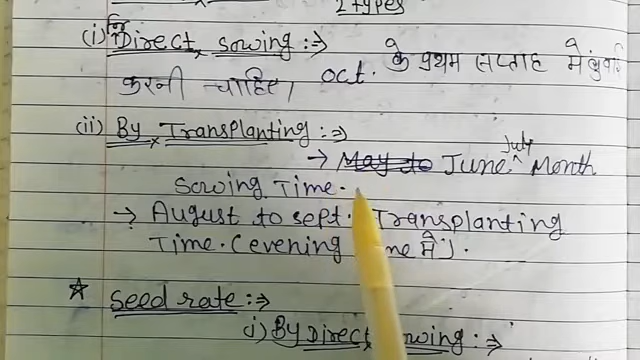 2 types
(i) Direct sowing :⇒
oct. के प्रथम सप्ताह में बुवाई
करनी चाहिए।
(ii) By Transplanting :⇒
→ ~~May to~~ June^July Month
Sowing Time.
→ August to sept. Transplanting
Time. (evening में).
☆ Seed rate :⇒
i) By Direct sowing :⇒